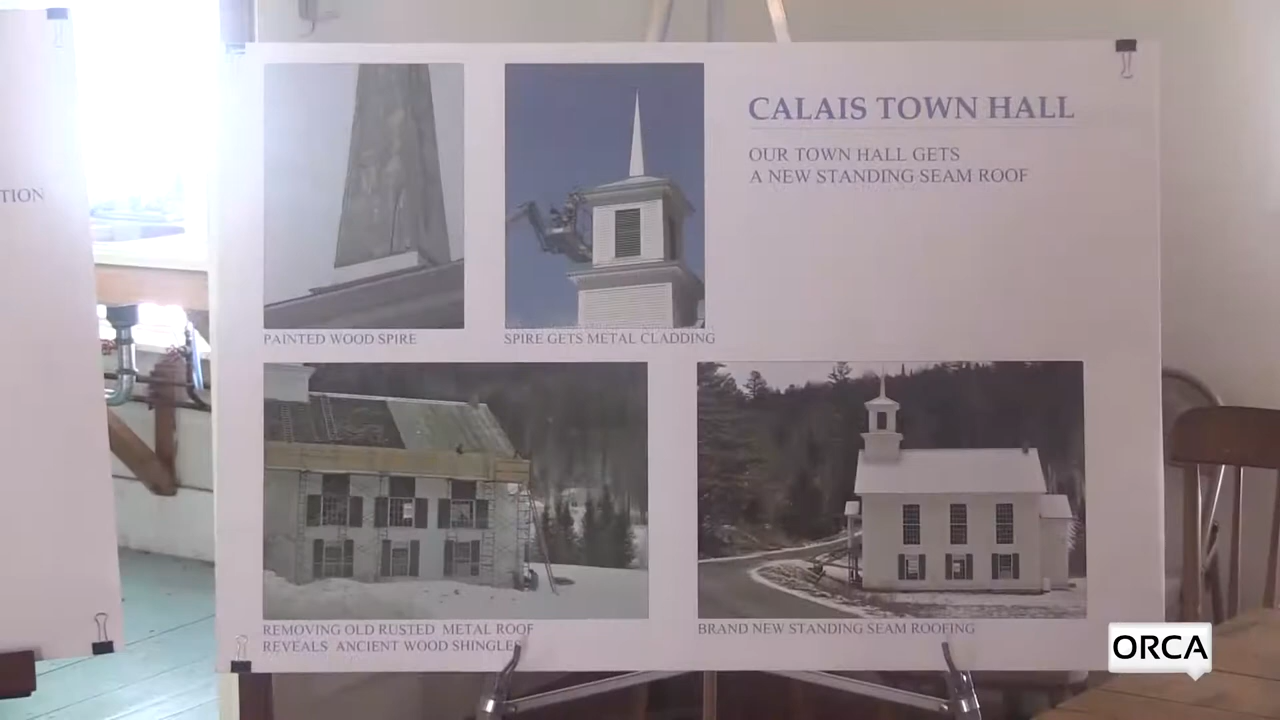 TION
CALAIS TOWN HALL
OUR TOWN HALL GETS
A NEW STANDING SEAM ROOF
PAINTED WOOD SPIRE
SPIRE GETS METAL CLADDING
REMOVING OLD RUSTED METAL ROOF
REVEALS ANCIENT WOOD SHINGLES
BRAND NEW STANDING SEAM ROOFING
ORCA